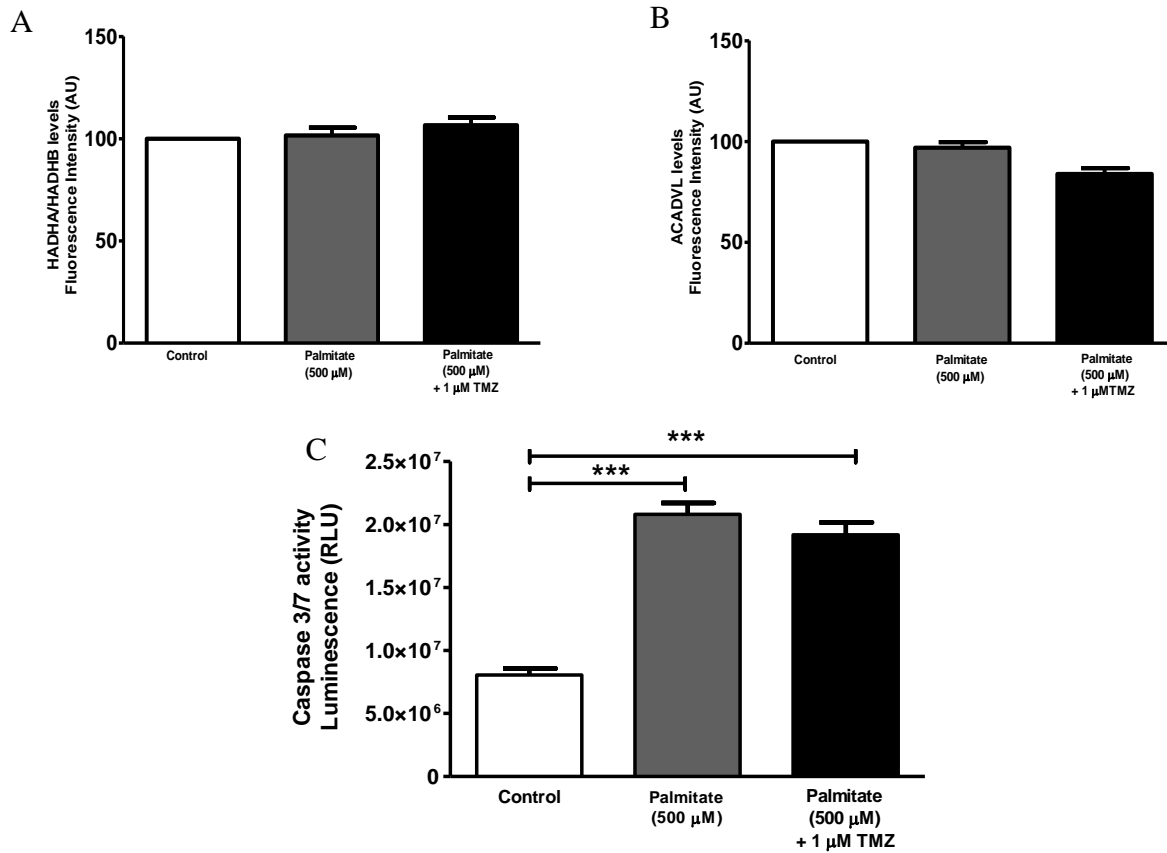 A
HADHA/HADHB levels
Fluorescence Intensity (AU)
150
100
50
0
Control
Palmitate
(500 µM)
Palmitate
(500 µM)
+ 1 µM TMZ
B
ACADVL levels
Fluorescence Intensity (AU)
150
100
50
0
Control
Palmitate
(500 µM)
Palmitate
(500 µM)
+ 1 µMTMZ
C
Caspase 3/7 activity
Luminescence (RLU)
2.5×10⁷
2.0×10⁷
1.5×10⁷
1.0×10⁷
5.0×10⁶
0
***
***
Control
Palmitate
(500 µM)
Palmitate
(500 µM)
+ 1 µM TMZ